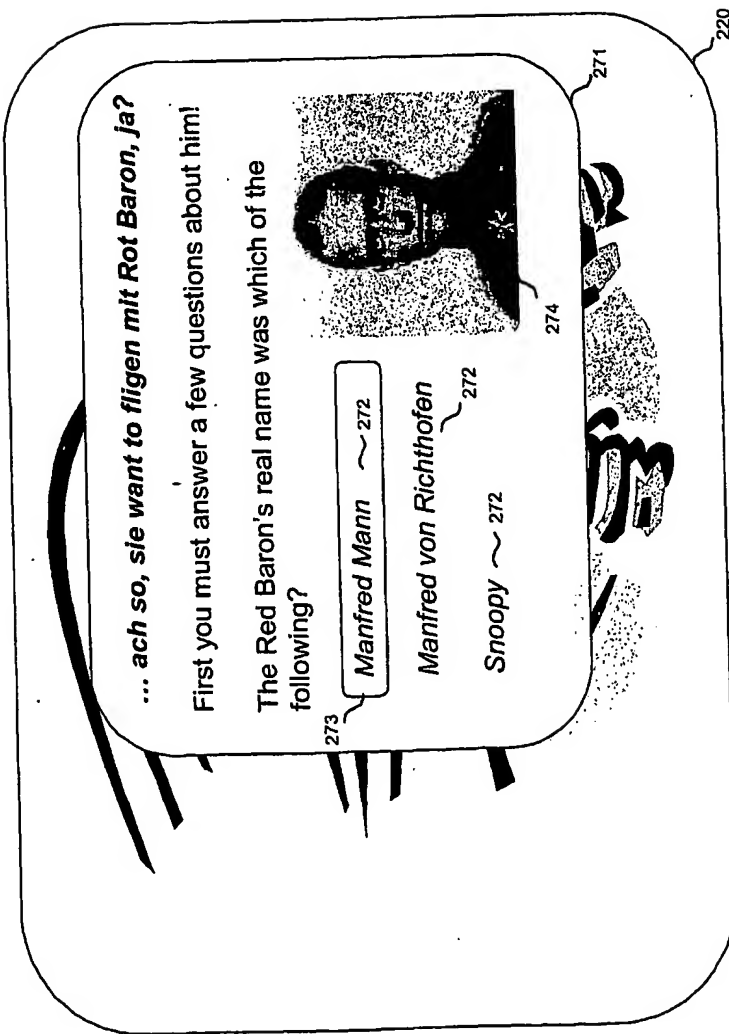 ... ach so, sie want to fligen mit Rot Baron, ja?
First you must answer a few questions about him!
The Red Baron's real name was which of the
following?
273
Manfred Mann ~ 272
Manfred von Richthofen
272
Snoopy ~ 272
274
271
220